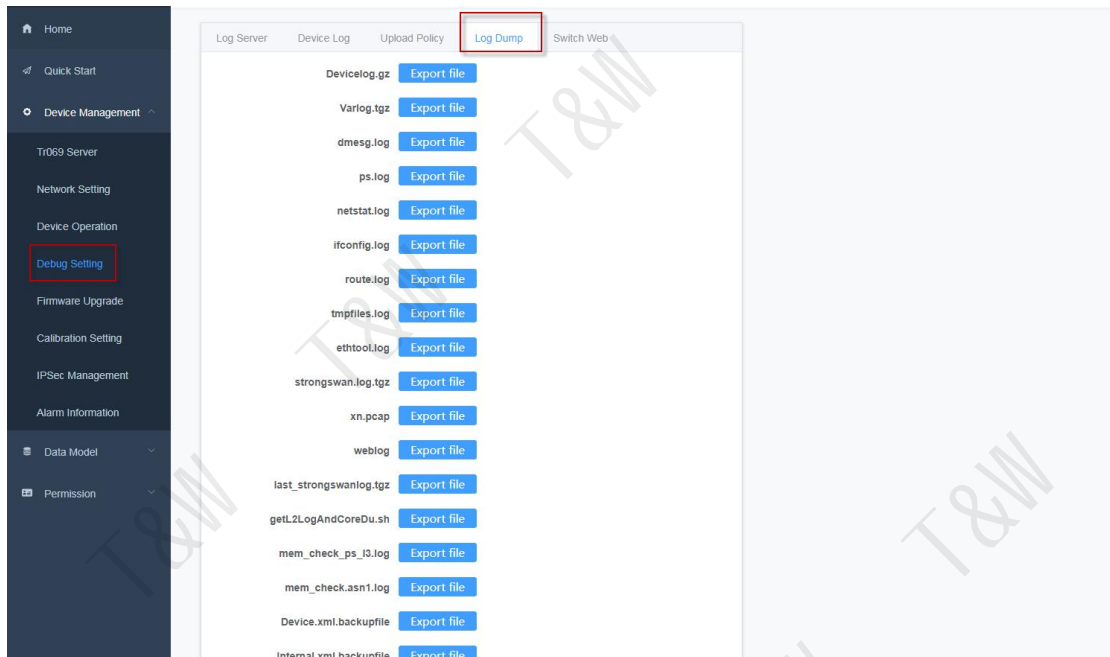 Home
Quick Start
Device Management
Tr069 Server
Network Setting
Device Operation
Debug Setting
Firmware Upgrade
Calibration Setting
IPSec Management
Alarm Information
Data Model
Permission
Log Server Device Log Upload Policy Log Dump Switch Web
Devicelog.gz Export file
Varlog.tgz Export file
dmesg.log Export file
ps.log Export file
netstat.log Export file
ifconfig.log Export file
route.log Export file
tmpfiles.log Export file
ethtool.log Export file
strongswan.log.tgz Export file
xn.pcap Export file
weblog Export file
last_strongswanlog.tgz Export file
getL2LogAndCoreDu.sh Export file
mem_check_ps_l3.log Export file
mem_check.asn1.log Export file
Device.xml.backupfile Export file
Internal.xml.backupfile Export file
T&W
T&W
T&W
T&W